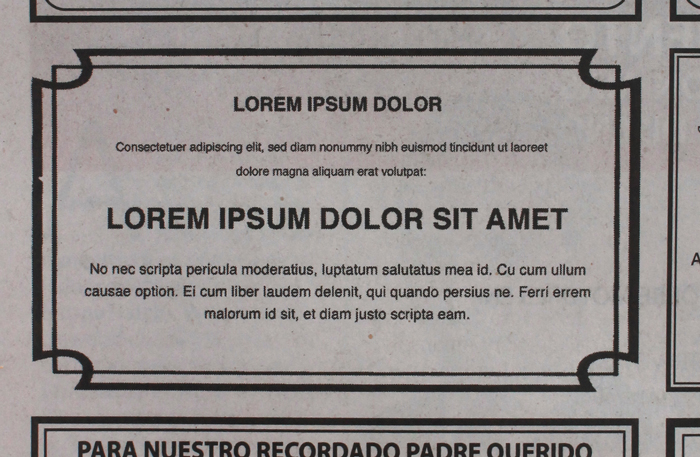 LOREM IPSUM DOLOR
Consectetuer adipiscing elit, sed diam nonummy nibh euismod tincidunt ut laoreet
dolore magna aliquam erat volutpat:
LOREM IPSUM DOLOR SIT AMET
No nec scripta pericula moderatius, luptatum salutatus mea id. Cu cum ullum
causae option. Ei cum liber laudem delenit, qui quando persius ne. Ferri errem
malorum id sit, et diam justo scripta eam.
PARA NUESTRO RECORDADO PADRE QUERIDO